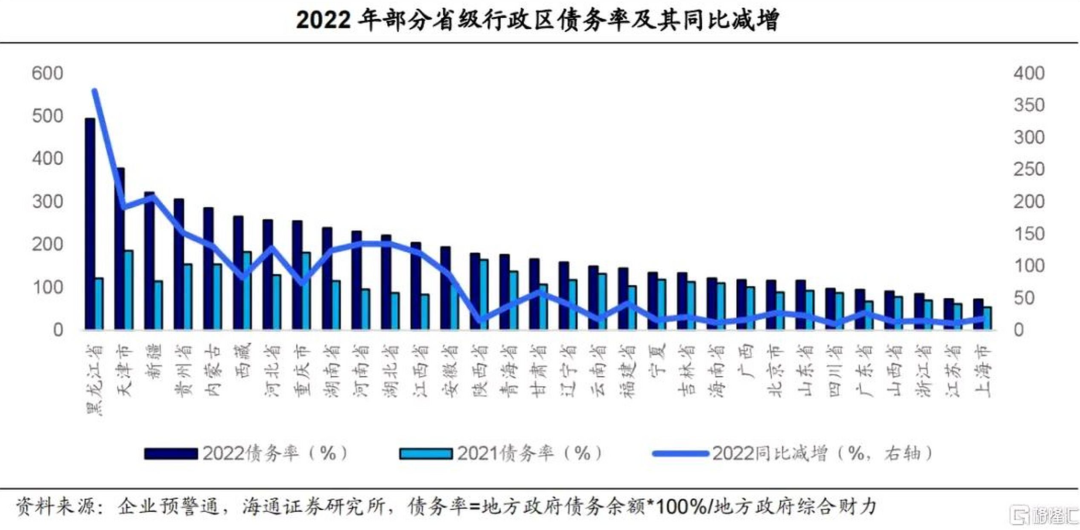 2022 年部分省级行政区债务率及其同比减增
600
500
400
300
200
100
0
400
350
300
250
200
150
100
50
0
黑龙江省
天津市
新疆
贵州省
内蒙古
西藏
河北省
重庆市
湖南省
河南省
湖北省
江西省
安徽省
陕西省
青海省
甘肃省
辽宁省
云南省
福建省
宁夏
吉林省
海南省
广西
北京市
山东省
四川省
广东省
山西省
浙江省
江苏省
上海市
2022债务率（%）
2021债务率（%）
2022同比减增（%，右轴）
资料来源：企业预警通，海通证券研究所，债务率=地方政府债务余额*100%/地方政府综合财力
格隆汇